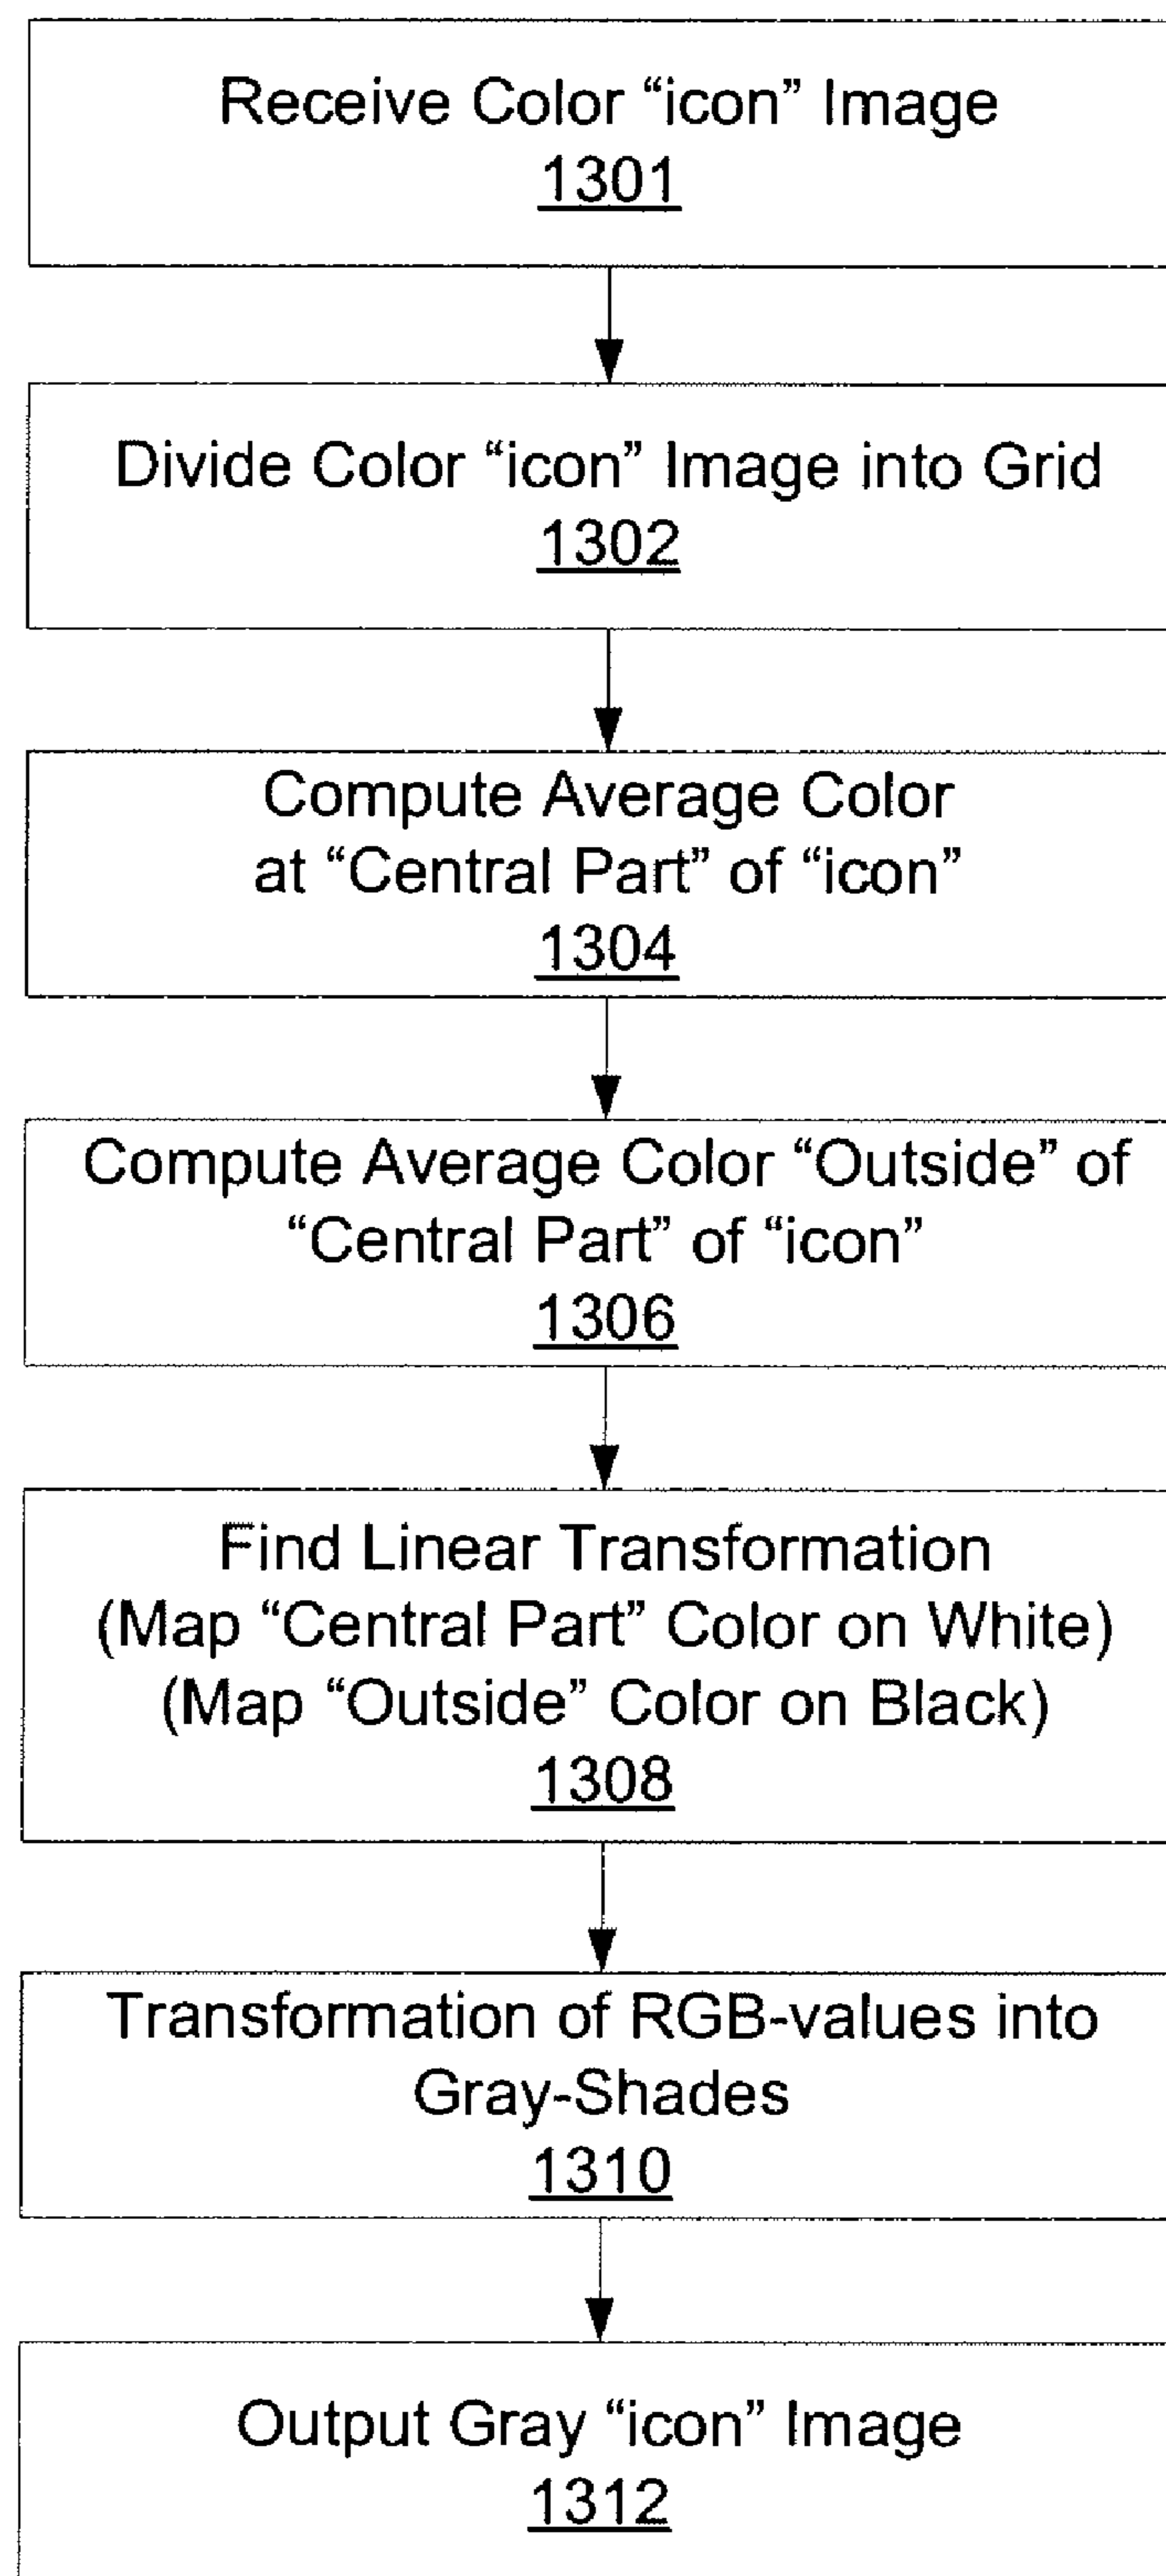 Receive Color “icon” Image
1301
Divide Color “icon” Image into Grid
1302
Compute Average Color
at “Central Part” of “icon”
1304
Compute Average Color “Outside” of
“Central Part” of “icon”
1306
Find Linear Transformation
(Map “Central Part” Color on White)
(Map “Outside” Color on Black)
1308
Transformation of RGB-values into
Gray-Shades
1310
Output Gray “icon” Image
1312